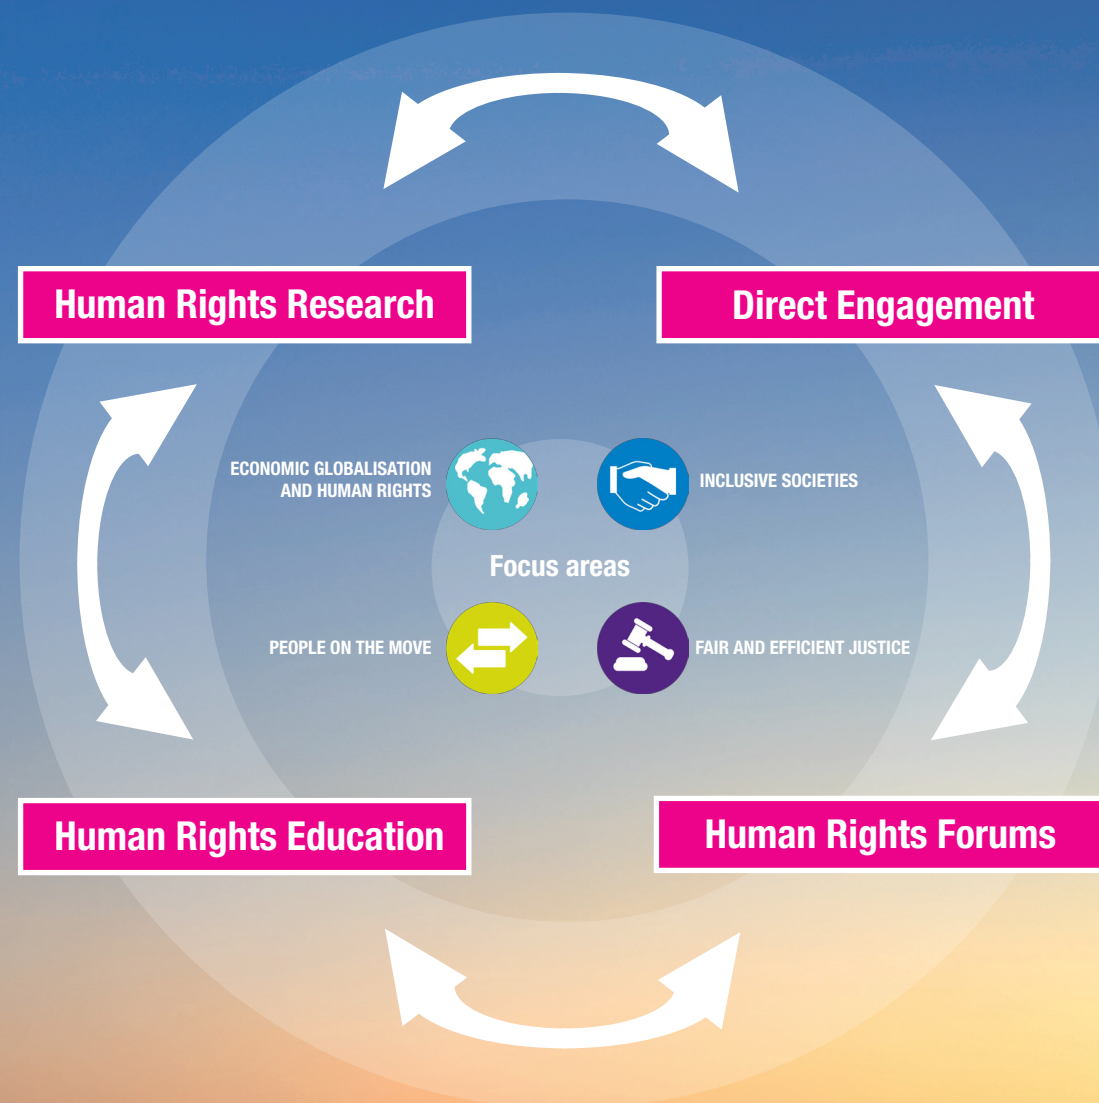 Human Rights Research
Direct Engagement
ECONOMIC GLOBALISATION
AND HUMAN RIGHTS
INCLUSIVE SOCIETIES
Focus areas
PEOPLE ON THE MOVE
FAIR AND EFFICIENT JUSTICE
Human Rights Education
Human Rights Forums